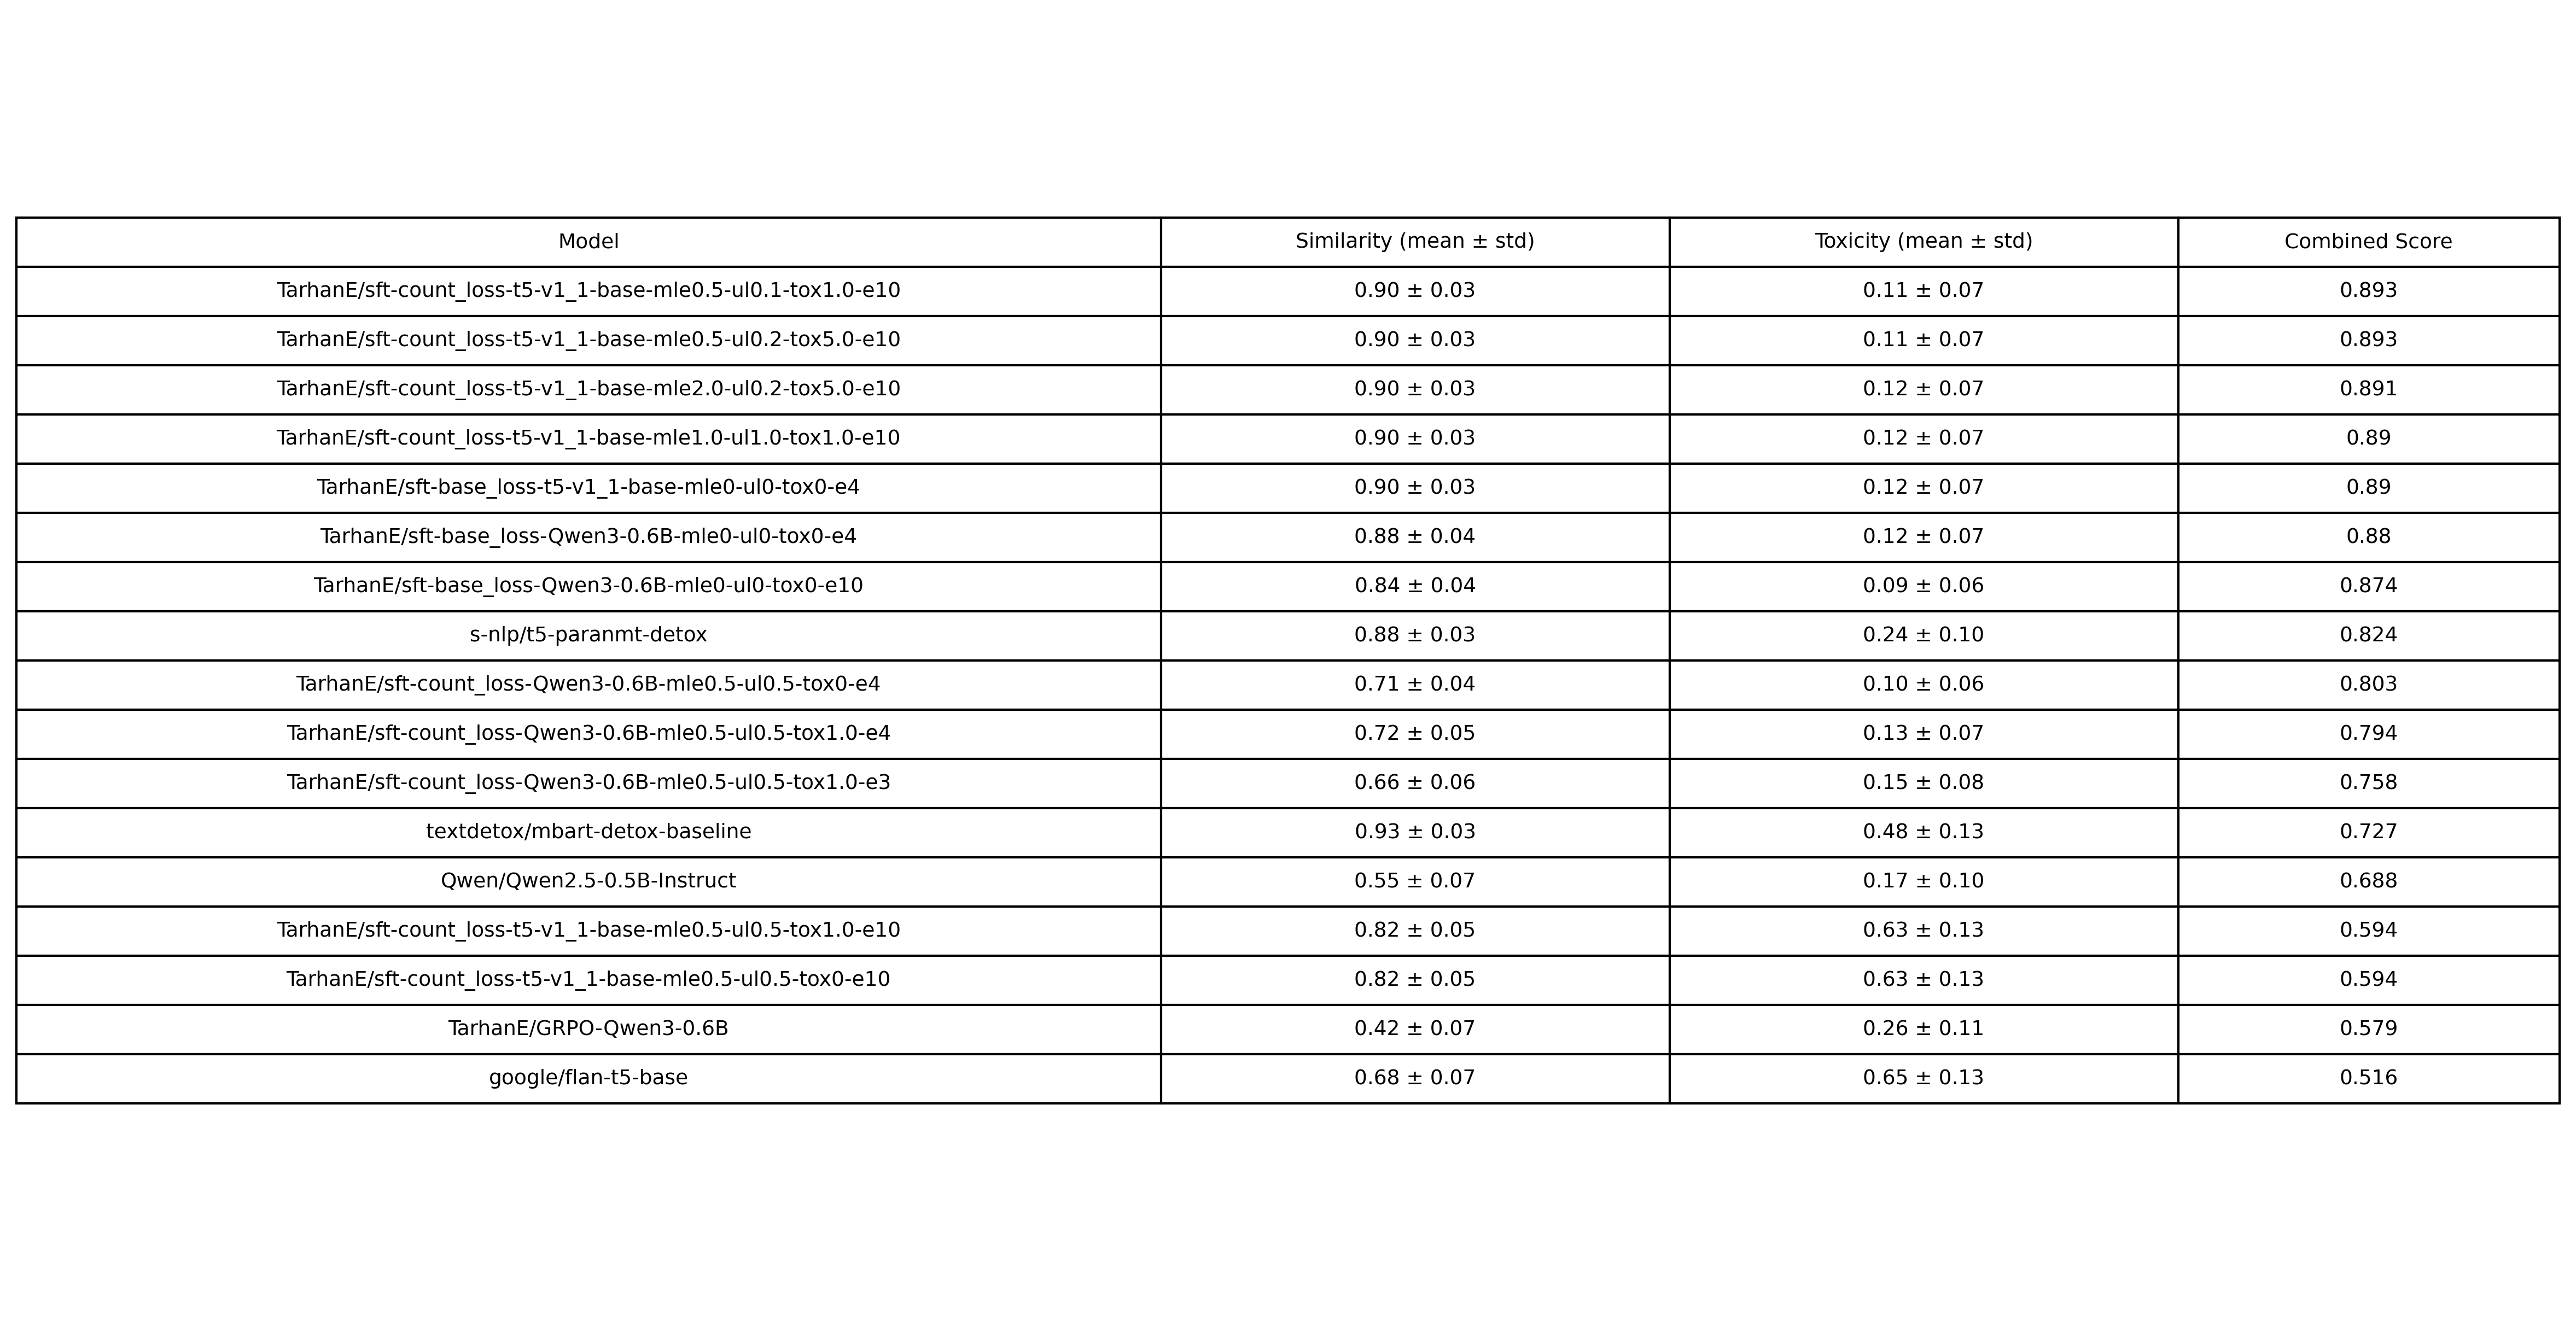 Model Similarity (mean ± std) Toxicity (mean ± std) Combined Score
TarhanE/sft-count_loss-t5-v1_1-base-mle0.5-ul0.1-tox1.0-e10 0.90 ± 0.03 0.11 ± 0.07 0.893
TarhanE/sft-count_loss-t5-v1_1-base-mle0.5-ul0.2-tox5.0-e10 0.90 ± 0.03 0.11 ± 0.07 0.893
TarhanE/sft-count_loss-t5-v1_1-base-mle2.0-ul0.2-tox5.0-e10 0.90 ± 0.03 0.12 ± 0.07 0.891
TarhanE/sft-count_loss-t5-v1_1-base-mle1.0-ul1.0-tox1.0-e10 0.90 ± 0.03 0.12 ± 0.07 0.89
TarhanE/sft-base_loss-t5-v1_1-base-mle0-ul0-tox0-e4 0.90 ± 0.03 0.12 ± 0.07 0.89
TarhanE/sft-base_loss-Qwen3-0.6B-mle0-ul0-tox0-e4 0.88 ± 0.04 0.12 ± 0.07 0.88
TarhanE/sft-base_loss-Qwen3-0.6B-mle0-ul0-tox0-e10 0.84 ± 0.04 0.09 ± 0.06 0.874
s-nlp/t5-paranmt-detox 0.88 ± 0.03 0.24 ± 0.10 0.824
TarhanE/sft-count_loss-Qwen3-0.6B-mle0.5-ul0.5-tox0-e4 0.71 ± 0.04 0.10 ± 0.06 0.803
TarhanE/sft-count_loss-Qwen3-0.6B-mle0.5-ul0.5-tox1.0-e4 0.72 ± 0.05 0.13 ± 0.07 0.794
TarhanE/sft-count_loss-Qwen3-0.6B-mle0.5-ul0.5-tox1.0-e3 0.66 ± 0.06 0.15 ± 0.08 0.758
textdetox/mbart-detox-baseline 0.93 ± 0.03 0.48 ± 0.13 0.727
Qwen/Qwen2.5-0.5B-Instruct 0.55 ± 0.07 0.17 ± 0.10 0.688
TarhanE/sft-count_loss-t5-v1_1-base-mle0.5-ul0.5-tox1.0-e10 0.82 ± 0.05 0.63 ± 0.13 0.594
TarhanE/sft-count_loss-t5-v1_1-base-mle0.5-ul0.5-tox0-e10 0.82 ± 0.05 0.63 ± 0.13 0.594
TarhanE/GRPO-Qwen3-0.6B 0.42 ± 0.07 0.26 ± 0.11 0.579
google/flan-t5-base 0.68 ± 0.07 0.65 ± 0.13 0.516